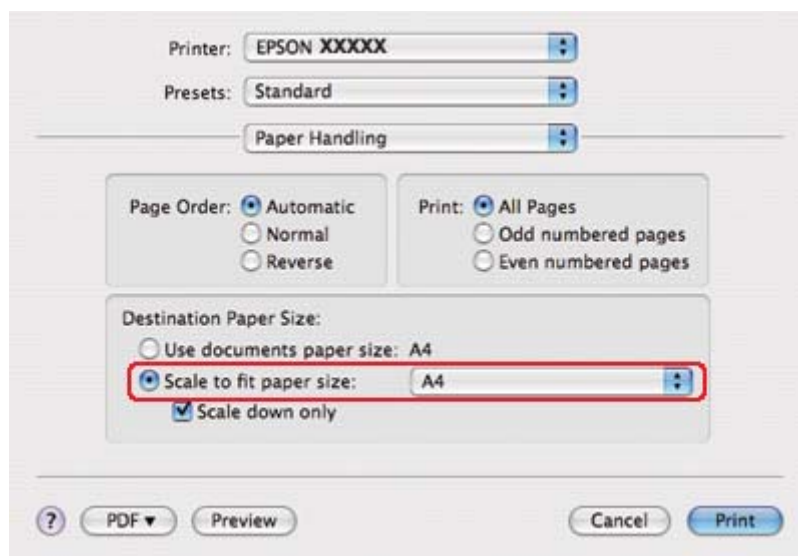 Printer: EPSON XXXXX
Presets: Standard
Paper Handling
Page Order: Automatic
Normal
Reverse
Print: All Pages
Odd numbered pages
Even numbered pages
Destination Paper Size:
Use documents paper size: A4
Scale to fit paper size: A4
Scale down only
? PDF▼ Preview Cancel Print